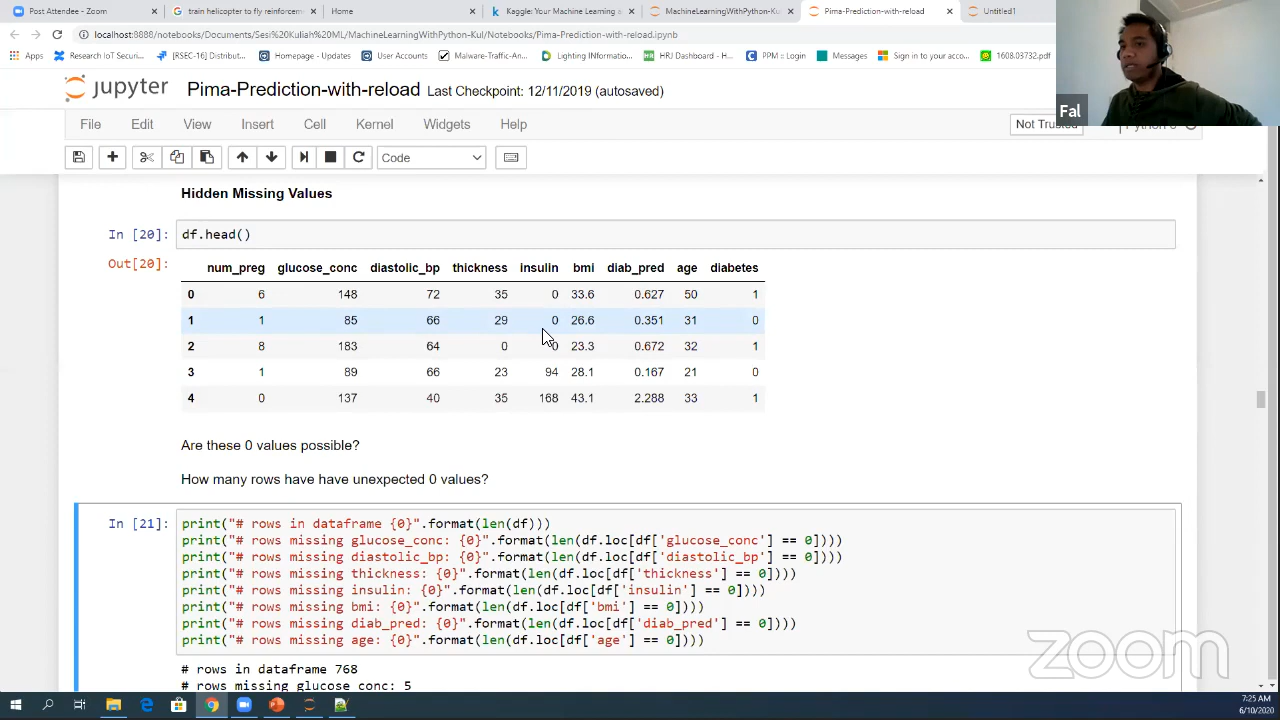 Post Attendee - Zoom
train helicopter to fly reinforcem
Home
Kaggle: Your Machine Learning a
MachineLearningWithPython-Kul
Pima-Prediction-with-reload
Untitled1
localhost:8888/notebooks/Documents/Sesi%20Kuliah%20ML/MachineLearningWithPython-Kul/Notebooks/Pima-Prediction-with-reload.ipynb
Apps
Research IoT Securi...
[RSEC-16] Distribut...
Homepage - Updates
Research Dashboard...
Malware-Traffic-An...
Lighting INformatio...
HRJ Dashboard - H...
CPPM :: Login
Messages
Sign in to your acco...
1608.03732.pdf
jupyter Pima-Prediction-with-reload Last Checkpoint: 12/11/2019 (autosaved)
Fal
File Edit View Insert Cell Kernel Widgets Help
Not Trusted
Code
Hidden Missing Values
In [20]: df.head()
Out[20]:
num_preg glucose_conc diastolic_bp thickness insulin bmi diab_pred age diabetes
0 6 148 72 35 0 33.6 0.627 50 1
1 1 85 66 29 0 26.6 0.351 31 0
2 8 183 64 0 0 23.3 0.672 32 1
3 1 89 66 23 94 28.1 0.167 21 0
4 0 137 40 35 168 43.1 2.288 33 1
Are these 0 values possible?
How many rows have have unexpected 0 values?
In [21]: print("# rows in dataframe {0}".format(len(df)))
print("# rows missing glucose_conc: {0}".format(len(df.loc[df['glucose_conc'] == 0])))
print("# rows missing diastolic_bp: {0}".format(len(df.loc[df['diastolic_bp'] == 0])))
print("# rows missing thickness: {0}".format(len(df.loc[df['thickness'] == 0])))
print("# rows missing insulin: {0}".format(len(df.loc[df['insulin'] == 0])))
print("# rows missing bmi: {0}".format(len(df.loc[df['bmi'] == 0])))
print("# rows missing diab_pred: {0}".format(len(df.loc[df['diab_pred'] == 0])))
print("# rows missing age: {0}".format(len(df.loc[df['age'] == 0])))
# rows in dataframe 768
# rows missing glucose_conc: 5
zoom
7:25 AM
6/10/2020